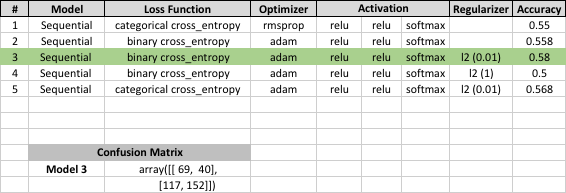 # Model Loss Function Optimizer Activation Regularizer Accuracy
1 Sequential categorical cross_entropy rmsprop relu relu softmax 0.55
2 Sequential binary cross_entropy adam relu relu softmax 0.558
3 Sequential binary cross_entropy adam relu relu softmax l2 (0.01) 0.58
4 Sequential binary cross_entropy adam relu relu softmax l2 (1) 0.5
5 Sequential categorical cross_entropy adam relu relu softmax l2 (0.01) 0.568
Confusion Matrix
Model 3 array([[ 69, 40],
[117, 152]])